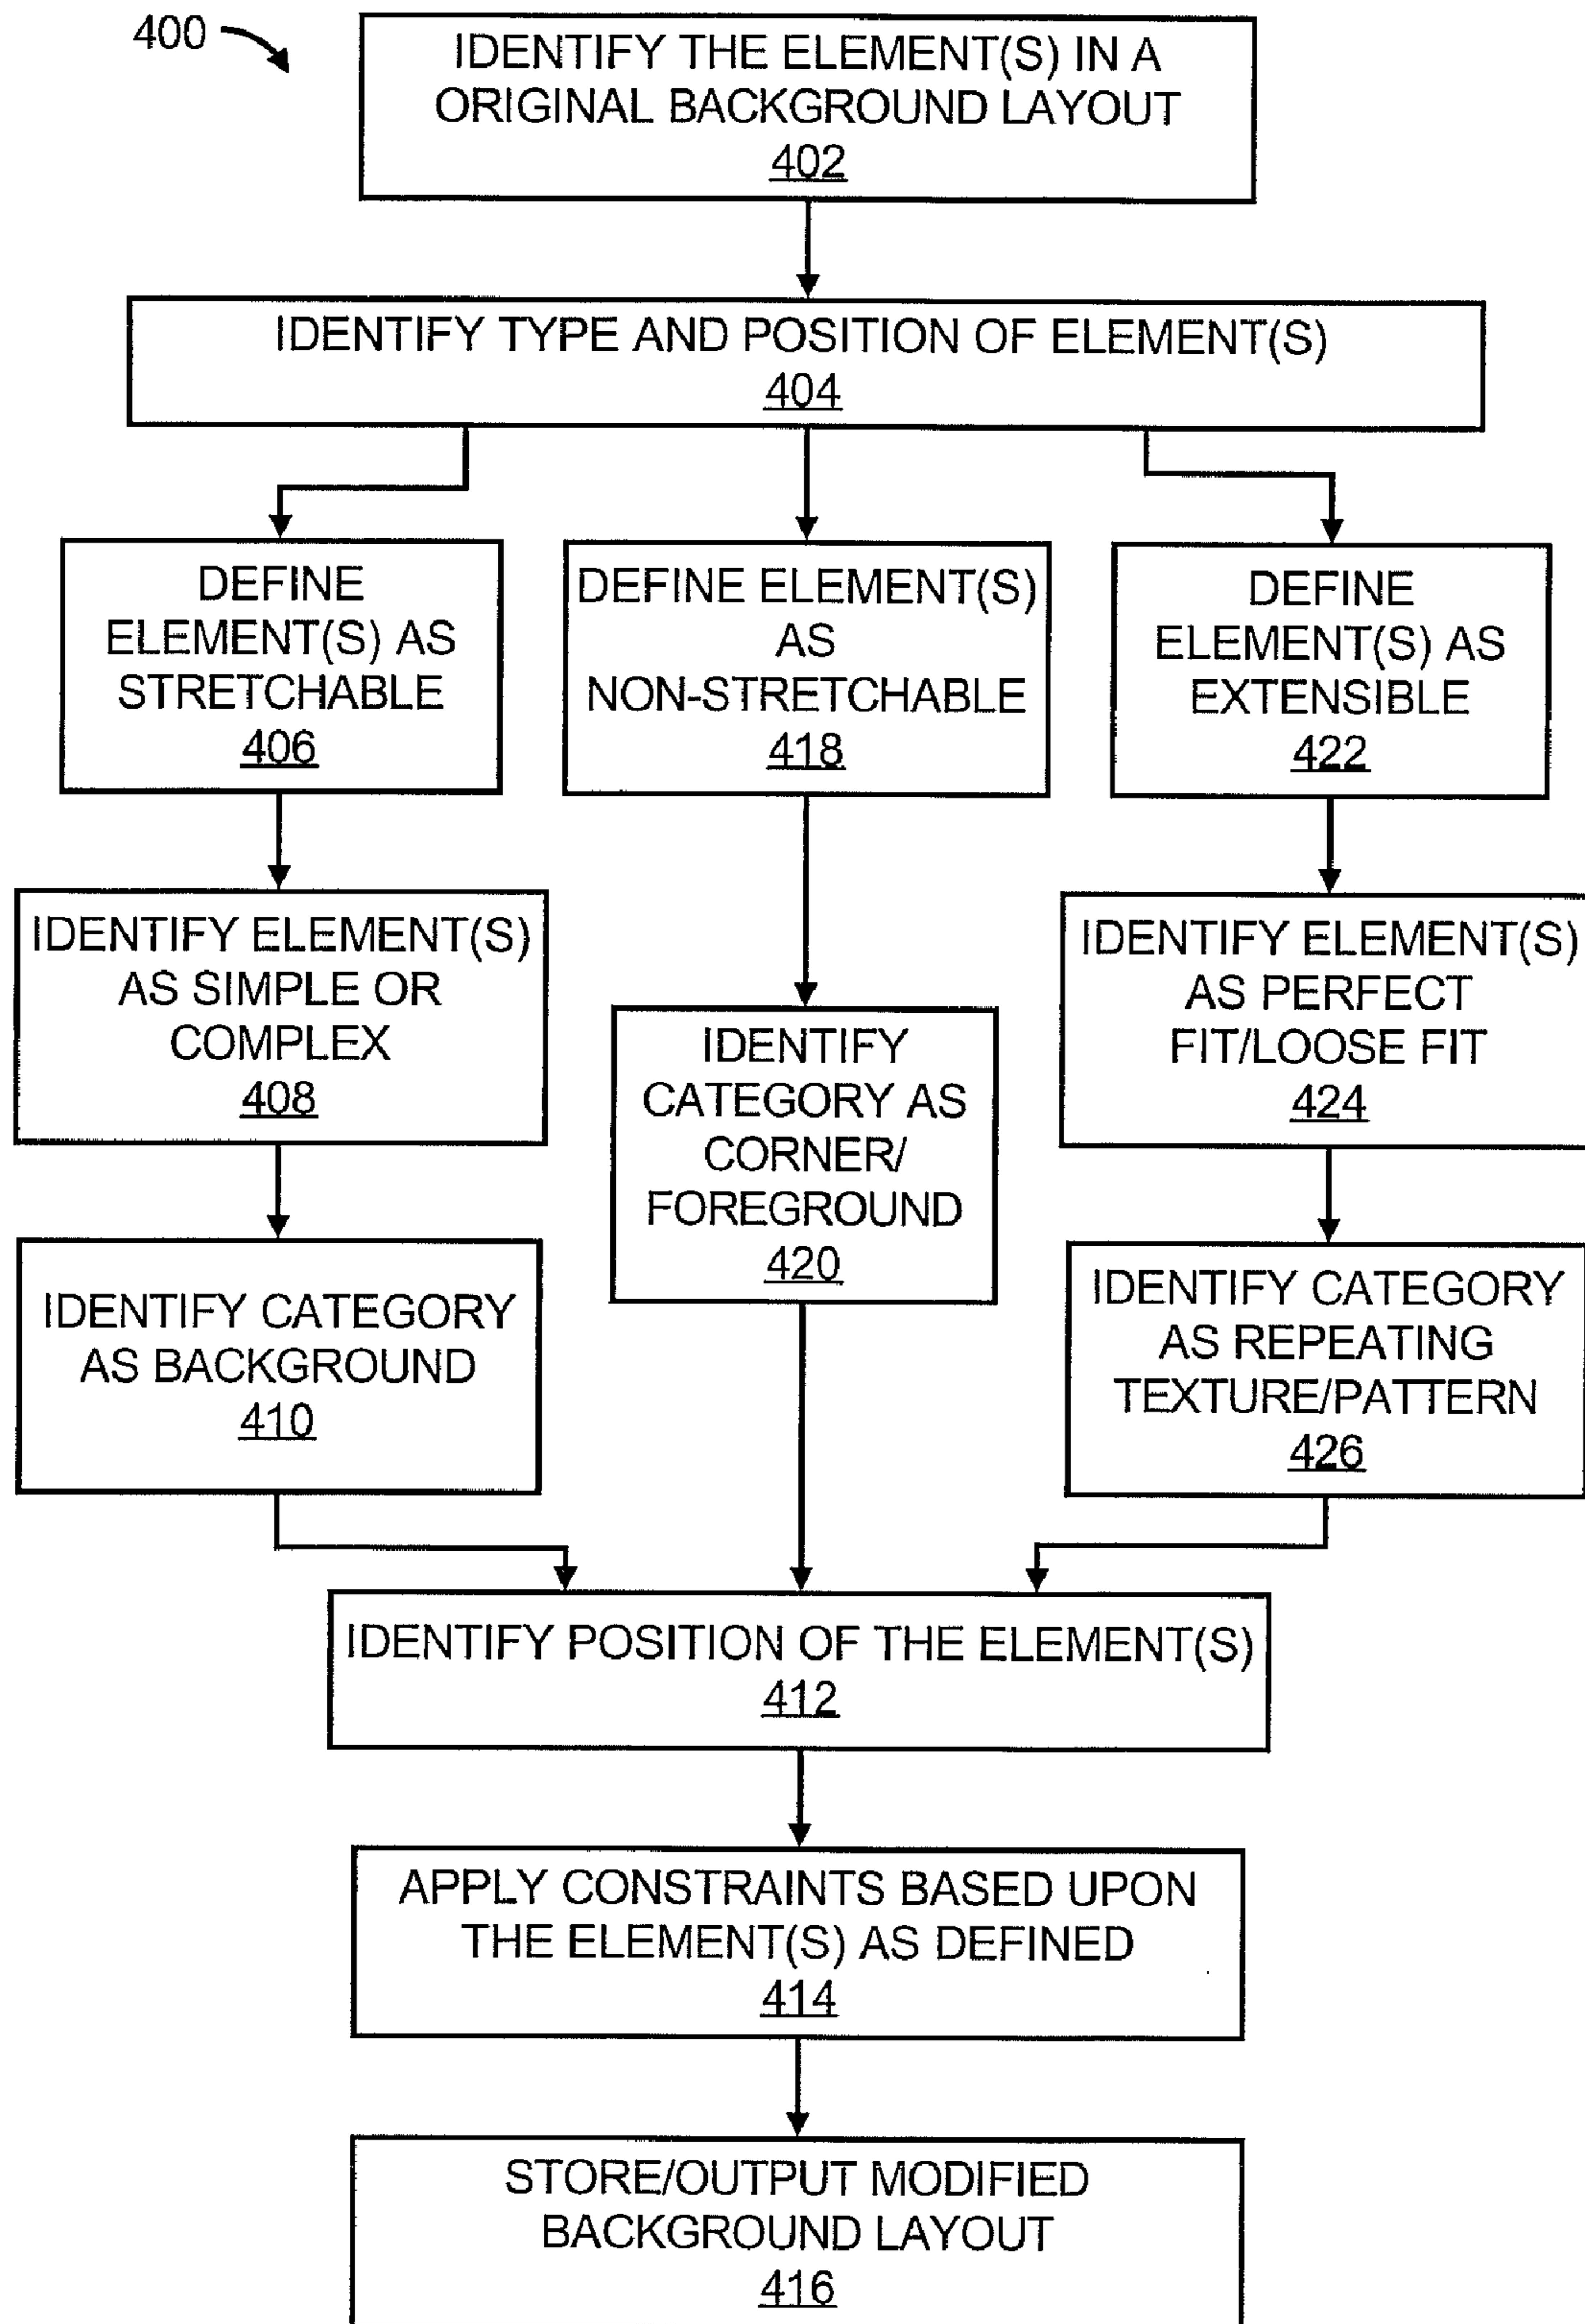 400
IDENTIFY THE ELEMENT(S) IN A
ORIGINAL BACKGROUND LAYOUT
402
IDENTIFY TYPE AND POSITION OF ELEMENT(S)
404
DEFINE
ELEMENT(S) AS
STRETCHABLE
406
DEFINE ELEMENT(S)
AS
NON-STRETCHABLE
418
DEFINE
ELEMENT(S) AS
EXTENSIBLE
422
IDENTIFY ELEMENT(S)
AS SIMPLE OR
COMPLEX
408
IDENTIFY
CATEGORY AS
CORNER/
FOREGROUND
420
IDENTIFY ELEMENT(S)
AS PERFECT
FIT/LOOSE FIT
424
IDENTIFY CATEGORY
AS BACKGROUND
410
IDENTIFY CATEGORY
AS REPEATING
TEXTURE/PATTERN
426
IDENTIFY POSITION OF THE ELEMENT(S)
412
APPLY CONSTRAINTS BASED UPON
THE ELEMENT(S) AS DEFINED
414
STORE/OUTPUT MODIFIED
BACKGROUND LAYOUT
416